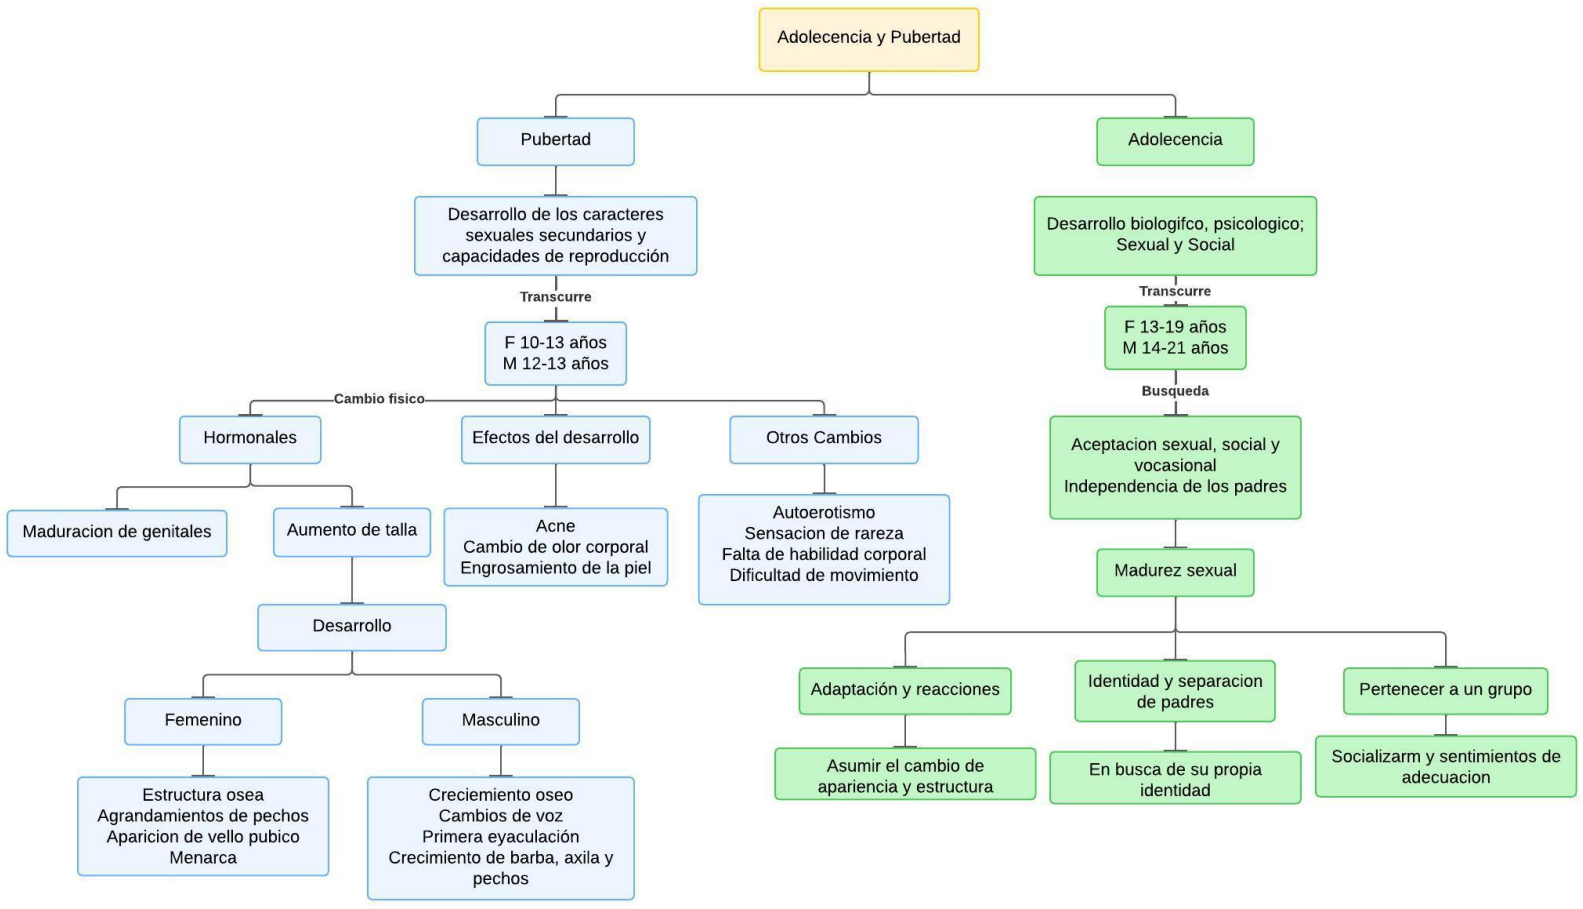 Adolecencia y Pubertad
Pubertad
Adolecencia
Desarrollo de los caracteres
sexuales secundarios y
capacidades de reproducción
Desarrollo biologifco, psicologico;
Sexual y Social
Transcurre
Transcurre
F 10-13 años
M 12-13 años
F 13-19 años
M 14-21 años
Cambio fisico
Busqueda
Hormonales
Efectos del desarrollo
Otros Cambios
Aceptacion sexual, social y
vocasional
Independencia de los padres
Maduracion de genitales
Aumento de talla
Acne
Cambio de olor corporal
Engrosamiento de la piel
Autoerotismo
Sensacion de rareza
Falta de habilidad corporal
Dificultad de movimiento
Madurez sexual
Desarrollo
Adaptación y reacciones
Identidad y separacion
de padres
Pertenecer a un grupo
Femenino
Masculino
Asumir el cambio de
apariencia y estructura
En busca de su propia
identidad
Socializarm y sentimientos de
adecuacion
Estructura osea
Agrandamientos de pechos
Aparicion de vello pubico
Menarca
Creciemiento oseo
Cambios de voz
Primera eyaculación
Crecimiento de barba, axila y
pechos